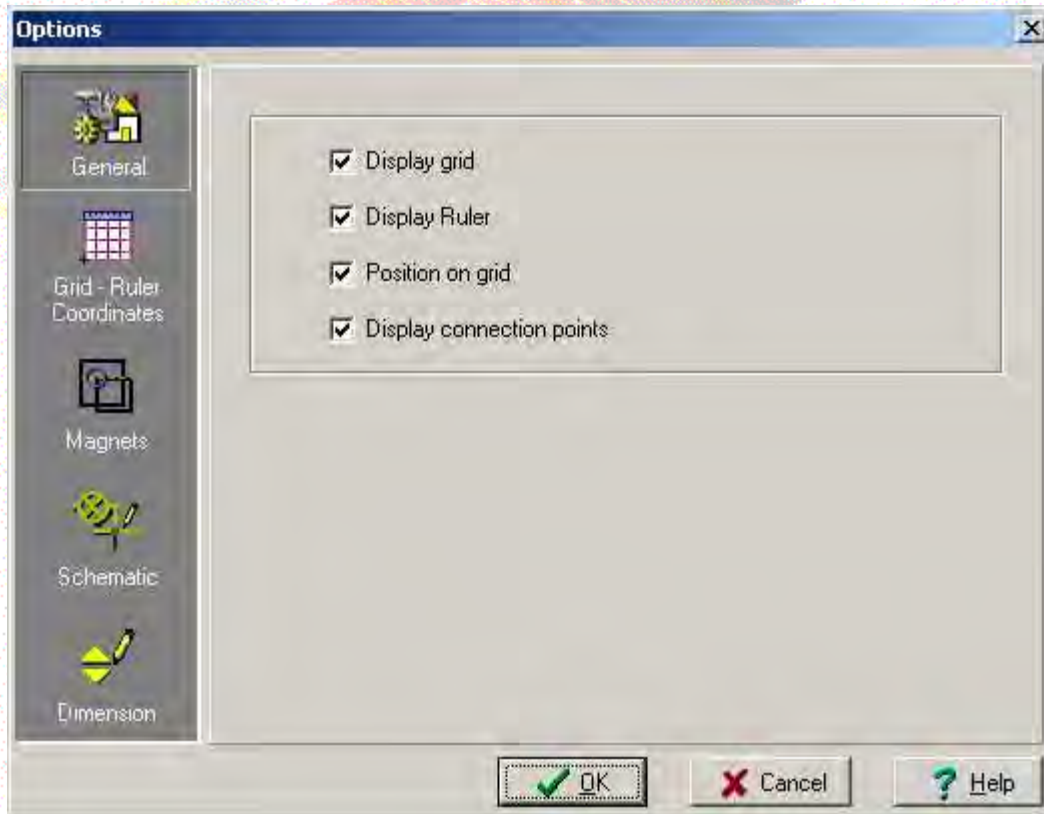 Options
General
Grid - Ruler
Coordinates
Magnets
Schematic
Dimension
Display grid
Display Ruler
Position on grid
Display connection points
OK
Cancel
Help